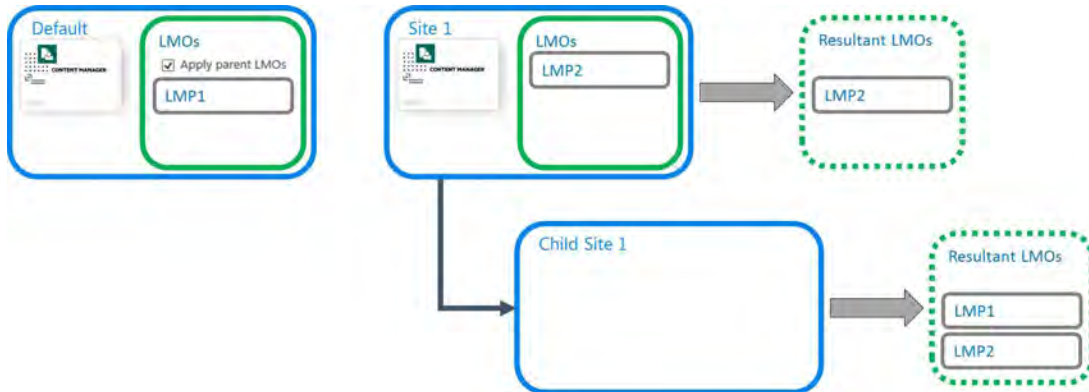 Default
CONTENT MANAGER
LMOs
Apply parent LMOs
LMP1
Site 1
CONTENT MANAGER
LMOs
LMP2
Resultant LMOs
LMP2
Child Site 1
Resultant LMOs
LMP1
LMP2